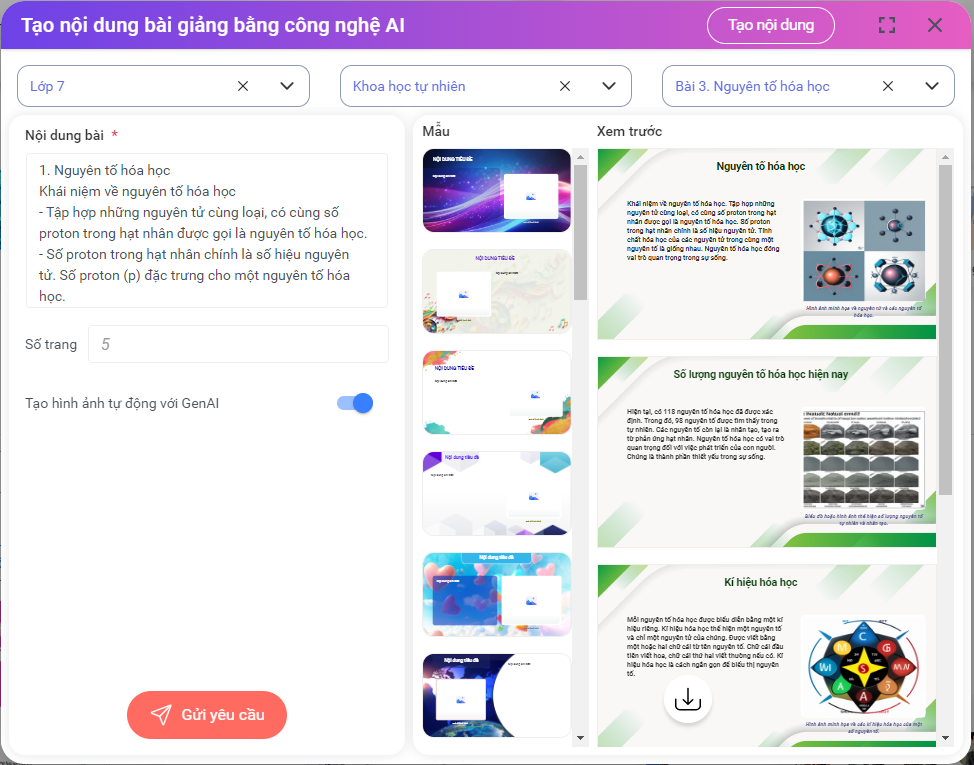 Tạo nội dung bài giảng bằng công nghệ AI
Tạo nội dung
Lớp 7
Khoa học tự nhiên
Bài 3. Nguyên tố hóa học
Nội dung bài *
1. Nguyên tố hóa học
Khái niệm về nguyên tố hóa học
- Tập hợp những nguyên tử cùng loại, có cùng số
proton trong hạt nhân được gọi là nguyên tố hóa học.
- Số proton trong hạt nhân chính là số hiệu nguyên
tử. Số proton (p) đặc trưng cho một nguyên tố hóa
học.
Số trang
5
Tạo hình ảnh tự động với GenAI
Gửi yêu cầu
Mẫu
NỘI DUNG TIÊU ĐỀ
NỘI DUNG TIÊU ĐỀ
NỘI DUNG TIÊU ĐỀ
Nội dung tiêu đề
Nội dung tiêu đề
Nội dung tiêu đề
Xem trước
Nguyên tố hóa học
Khái niệm về nguyên tố hóa học. Tập hợp những
nguyên tử cùng loại, có cùng số proton trong hạt
nhân được gọi là nguyên tố hóa học. Số proton
trong hạt nhân chính là số hiệu nguyên tử. Tính
chất hóa học của các nguyên tử trong cùng một
nguyên tố là giống nhau. Nguyên tố hóa học đóng
vai trò quan trọng trong sự sống.
Hình ảnh minh họa về nguyên tử và các nguyên tố
hóa học.
Số lượng nguyên tố hóa học hiện nay
Hiện tại, có 118 nguyên tố hóa học đã được xác
định. Trong đó, 98 nguyên tố được tìm thấy trong
tự nhiên. Các nguyên tố còn lại là nhân tạo, tạo ra
từ phản ứng hạt nhân. Nguyên tố hóa học có vai trò
quan trọng đối với việc phát triển của con người.
Chúng là thành phần thiết yếu trong sự sống.
Biểu đồ hoặc hình ảnh thể hiện số lượng nguyên tố
tự nhiên và nhân tạo.
Kí hiệu hóa học
Mỗi nguyên tố hóa học được biểu diễn bằng một kí
hiệu riêng. Kí hiệu hóa học thể hiện một nguyên tố
và chỉ một nguyên tử của chúng. Được viết bằng
một hoặc hai chữ cái từ tên nguyên tố. Chữ cái đầu
tiên viết hoa, chữ cái thứ hai viết thường nếu có. Kí
hiệu hóa học là cách ngắn gọn để biểu thị nguyên
tố.
C
M
G
S
A
A
Hình ảnh minh họa về các kí hiệu hóa học của một
số nguyên tố.